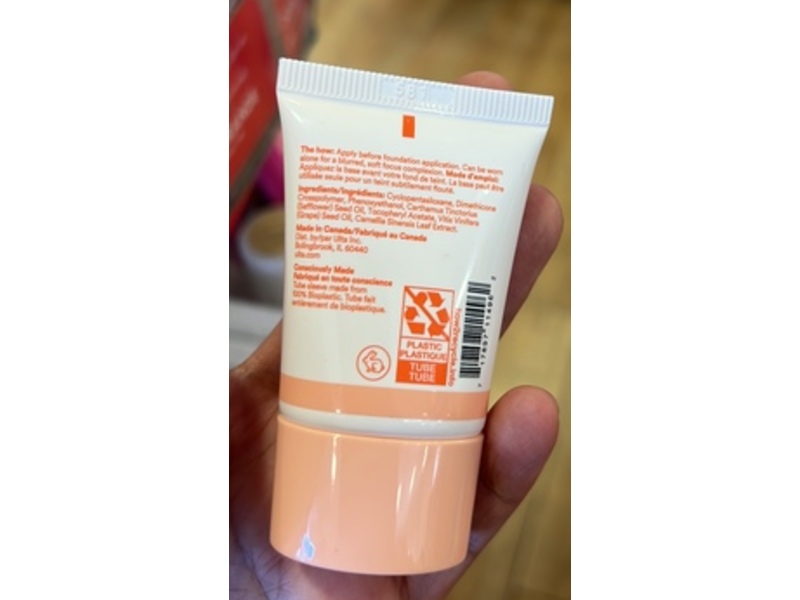 The how: Apply before foundation application. Can be worn
alone for a blurred, soft focus complexion. Mode d'emploi:
Appliquez la base avant votre fond de teint. La base peut être
utilisée seule pour un teint subtilement flouté.
Ingredients/Ingrédients: Cyclopentasiloxane, Dimethicone
Crosspolymer, Phenoxyethanol, Carthamus Tinctorius
(Safflower) Seed Oil, Tocopheryl Acetate, Vitis Vinifera
(Grape) Seed Oil, Camellia Sinensis Leaf Extract.
Made in Canada/Fabriqué au Canada
Dist. by/par Ulta Inc.
Bolingbrook, IL 60440
ulta.com
Consciously Made
Fabriqué en toute conscience
Tube sleeve made from
100% Bioplastic. Tube fait
entièrement de bioplastique.
PLASTIC
PLASTIQUE
TUBE
TUBE
how2recycle.info